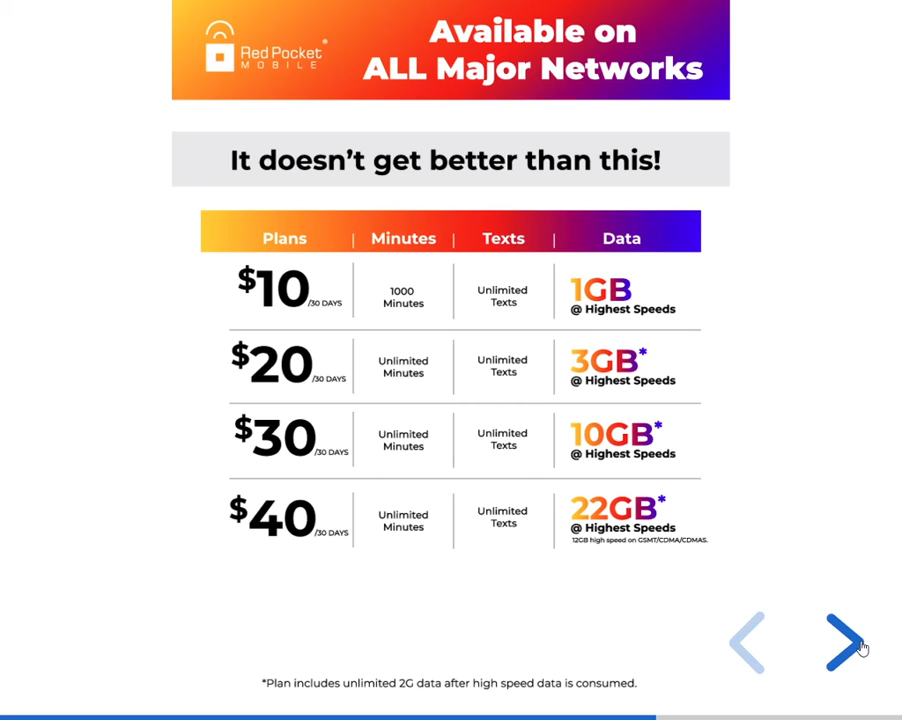 Red Pocket®
MOBILE
Available on
ALL Major Networks
It doesn't get better than this!
Plans | Minutes | Texts | Data
$10 /30 DAYS
1000
Minutes
Unlimited
Texts
1GB
@ Highest Speeds
$20 /30 DAYS
Unlimited
Minutes
Unlimited
Texts
3GB*
@ Highest Speeds
$30 /30 DAYS
Unlimited
Minutes
Unlimited
Texts
10GB*
@ Highest Speeds
$40 /30 DAYS
Unlimited
Minutes
Unlimited
Texts
22GB*
@ Highest Speeds
12GB high speed on GSMT/CDMA/CDMAS.
*Plan includes unlimited 2G data after high speed data is consumed.